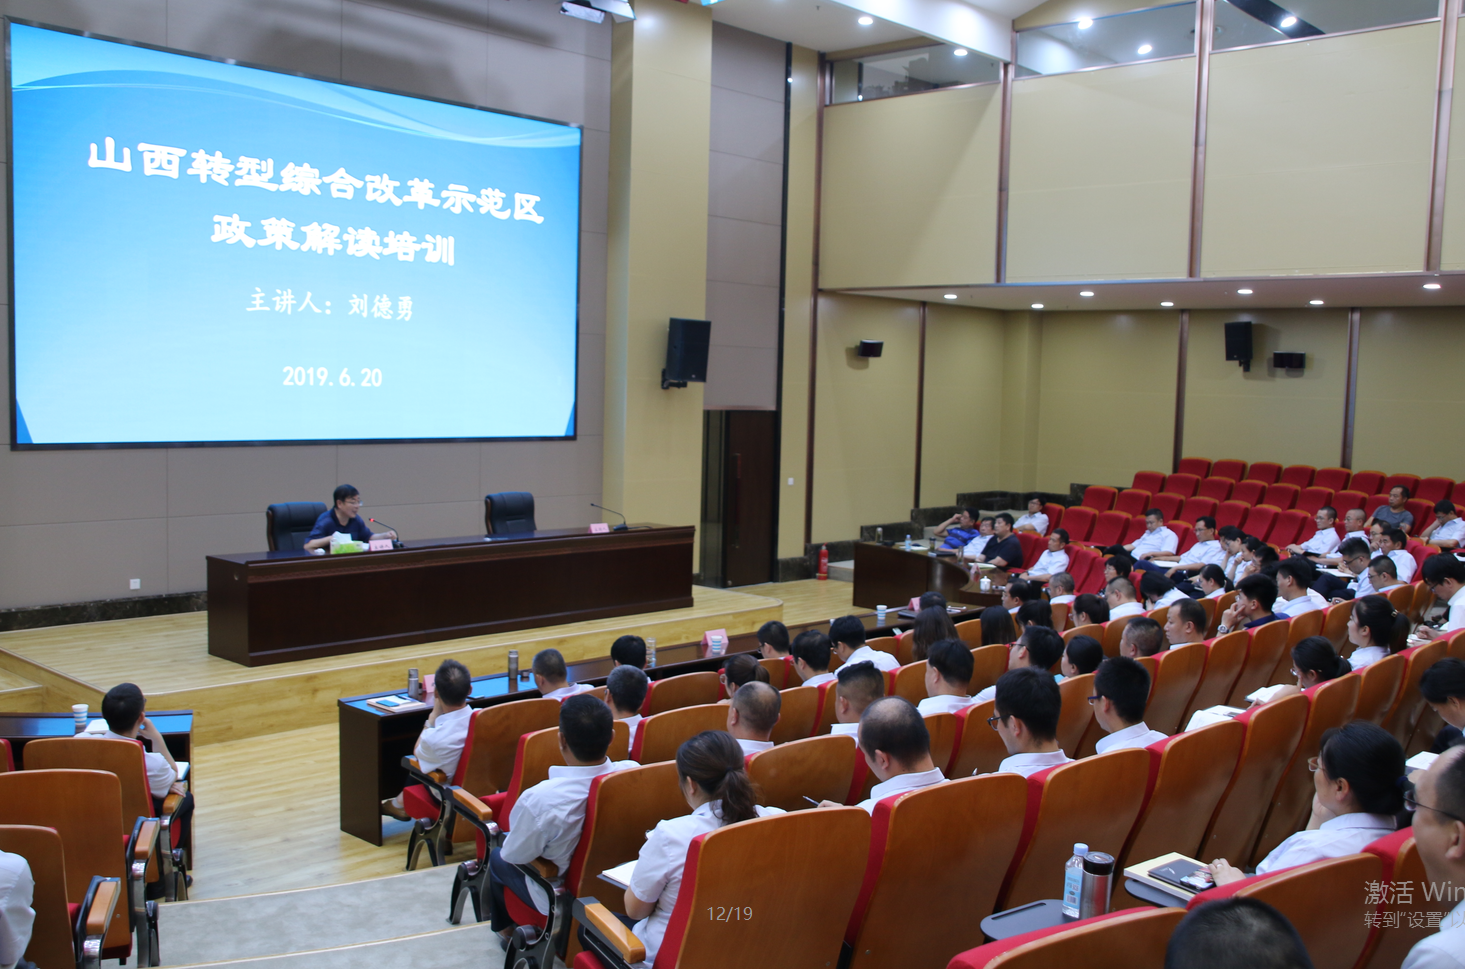 山西转型综合改革示范区
政策解读培训
主讲人：刘德勇
2019.6.20
12/19
激活 Win
转到"设置"以